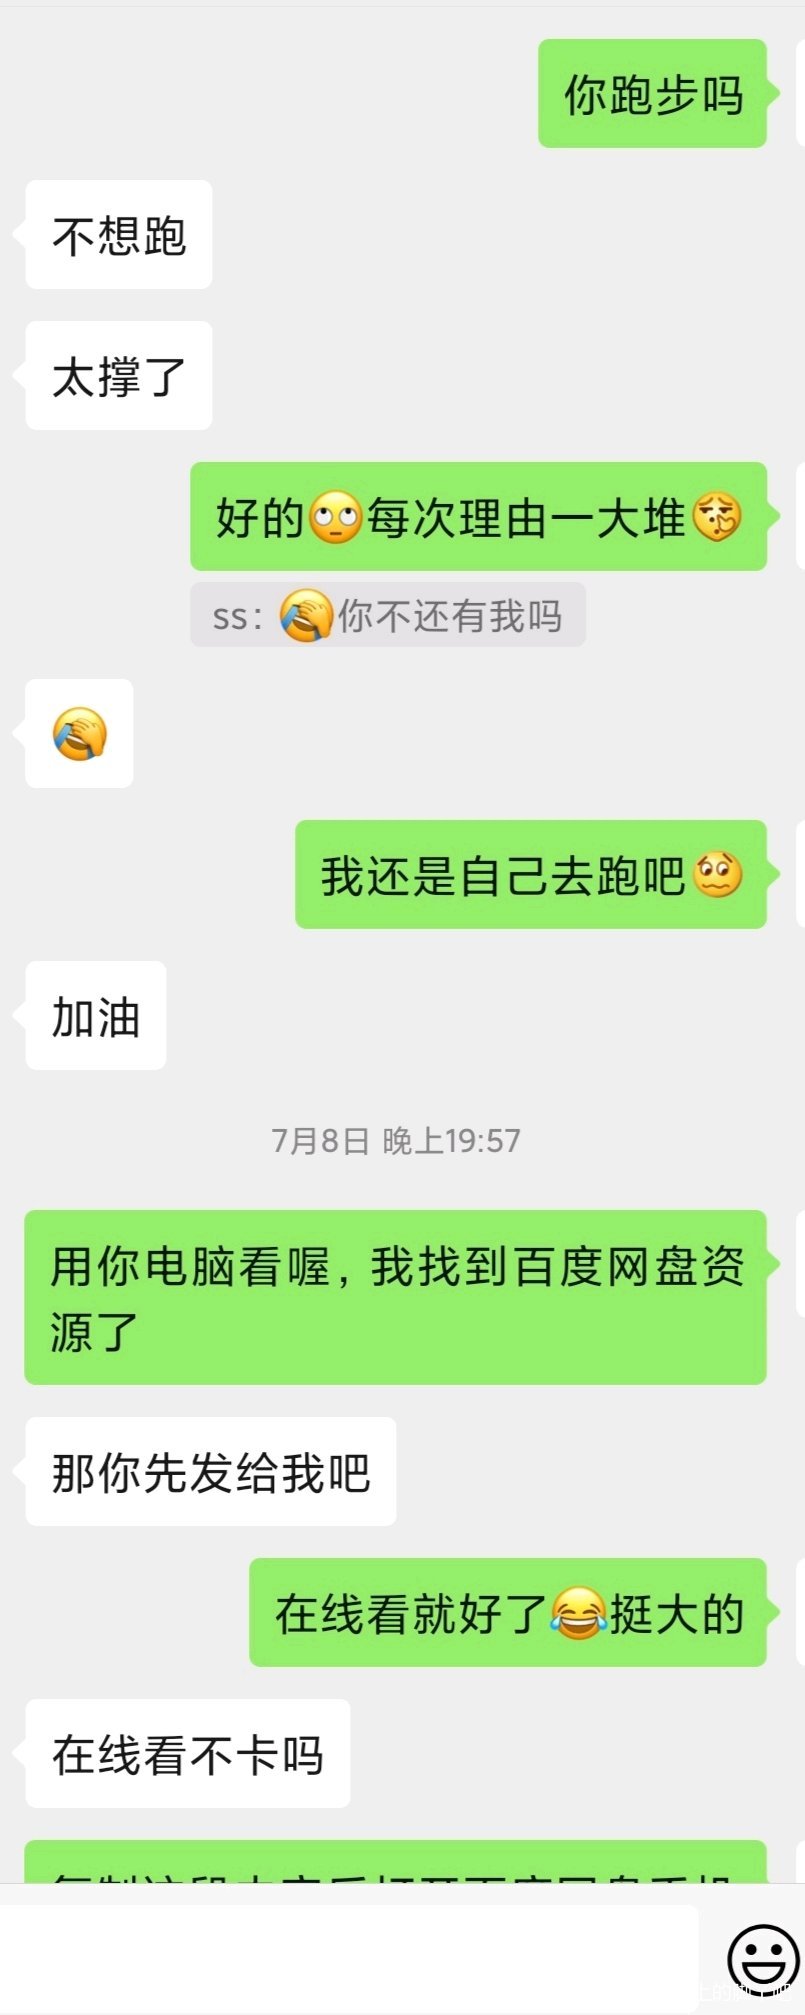 你跑步吗
不想跑
太撑了
好的🙄每次理由一大堆🤫
ss：🤦你不还有我吗
🤦
我还是自己去跑吧🥴
加油
7月8日 晚上19:57
用你电脑看喔，我找到百度网盘资
源了
那你先发给我吧
在线看就好了😂挺大的
在线看不卡吗